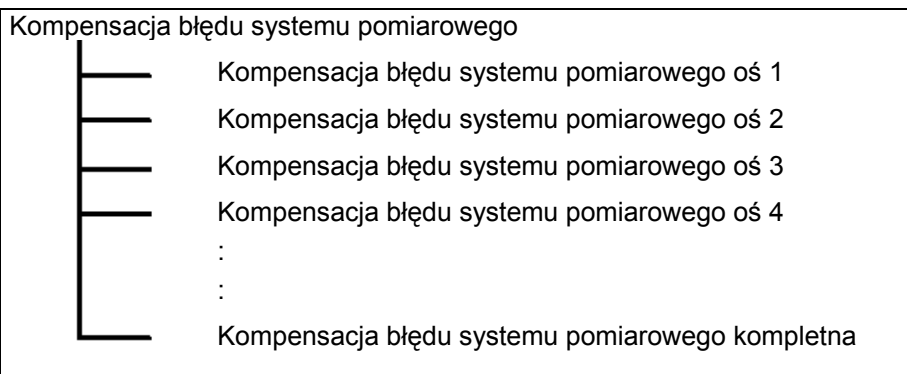 Kompensacja błędu systemu pomiarowego
Kompensacja błędu systemu pomiarowego oś 1
Kompensacja błędu systemu pomiarowego oś 2
Kompensacja błędu systemu pomiarowego oś 3
Kompensacja błędu systemu pomiarowego oś 4
:
:
Kompensacja błędu systemu pomiarowego kompletna